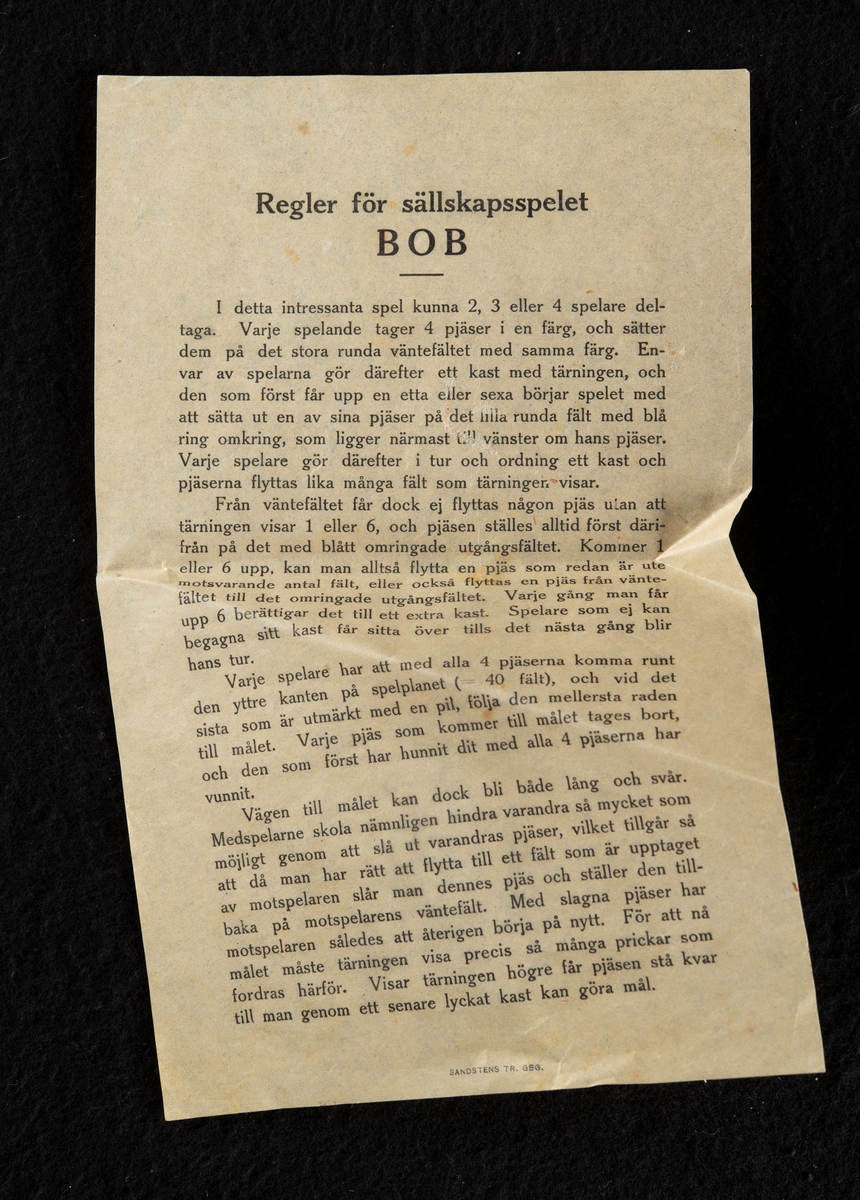 Regler för sällskapsspelet
BOB
I detta intressanta spel kunna 2, 3 eller 4 spelare del-
taga. Varje spelande tager 4 pjäser i en färg, och sätter
dem på det stora runda väntefältet med samma färg. En-
var av spelarna gör därefter ett kast med tärningen, och
den som först får upp en etta eller sexa börjar spelet med
att sätta ut en av sina pjäser på det lilla runda fält med blå
ring omkring, som ligger närmast till vänster om hans pjäser.
Varje spelare gör därefter i tur och ordning ett kast och
pjäserna flyttas lika många fält som tärningen visar.
Från väntefältet får dock ej flyttas någon pjäs utan att
tärningen visar 1 eller 6, och pjäsen ställes alltid först däri-
från på det med blått omringade utgångsfältet. Kommer 1
eller 6 upp, kan man alltså flytta en pjäs som redan är ute
motsvarande antal fält, eller också flyttas en pjäs från vänte-
fältet till det omringade utgångsfältet. Varje gång man får
upp 6 berättigar det till ett extra kast. Spelare som ej kan
begagna sitt kast får sitta över tills det nästa gång blir
hans tur.
Varje spelare har att med alla 4 pjäserna komma runt
den yttre kanten på spelplanet (= 40 fält), och vid det
sista som är utmärkt med en pil, följa den mellersta raden
till målet. Varje pjäs som kommer till målet tages bort,
och den som först har hunnit dit med alla 4 pjäserna har
vunnit.
Vägen till målet kan dock bli både lång och svår.
Medspelarne skola nämnligen hindra varandra så mycket som
möjligt genom att slå ut varandras pjäser, vilket tillgår så
att då man har rätt att flytta till ett fält som är upptaget
av motspelaren slår man dennes pjäs och ställer den till-
baka på motspelarens väntefält. Med slagna pjäser har
motspelaren således att återigen börja på nytt. För att nå
målet måste tärningen visa precis så många prickar som
fordras härför. Visar tärningen högre får pjäsen stå kvar
till man genom ett senare lyckat kast kan göra mål.
SANDSTENS TR. GBG.